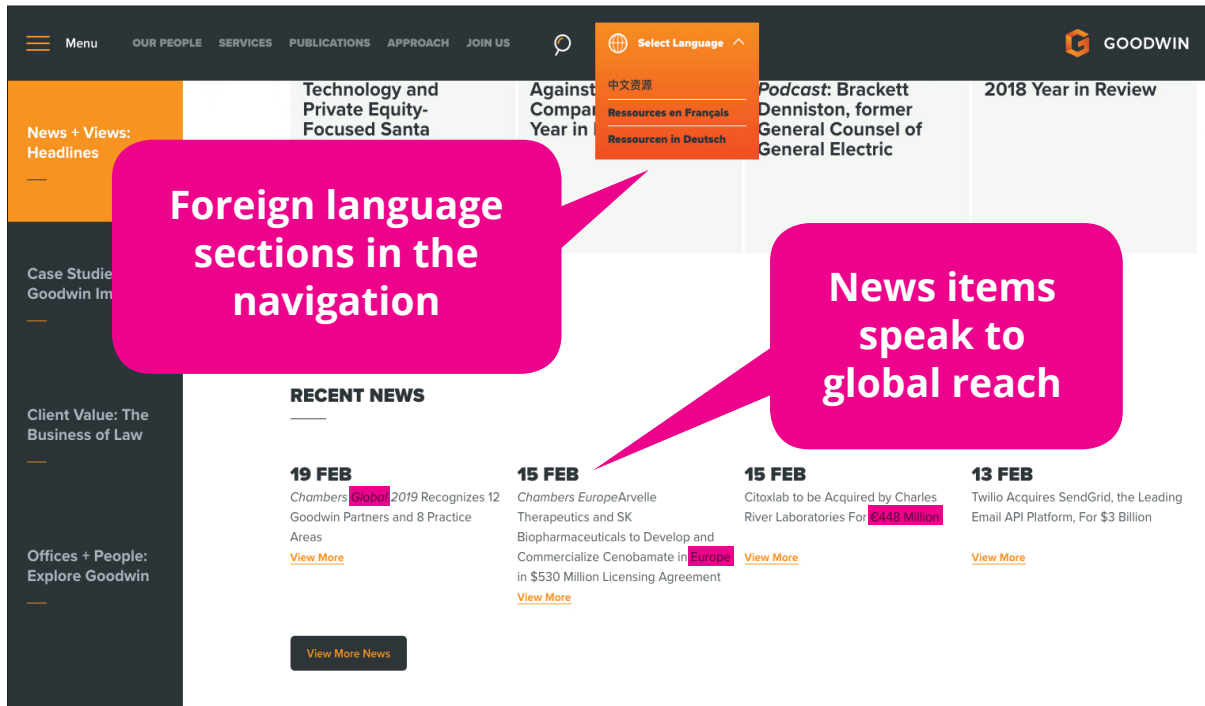 Menu
OUR PEOPLE SERVICES PUBLICATIONS APPROACH JOIN US
Select Language
GOODWIN
中文资源
Ressources en Français
Ressourcen in Deutsch
News + Views:
Headlines
Case Studie
Goodwin Im
Client Value: The
Business of Law
Offices + People:
Explore Goodwin
Technology and
Private Equity-
Focused Santa
Against
Compar
Year in
Podcast: Brackett
Denniston, former
General Counsel of
General Electric
2018 Year in Review
Foreign language
sections in the
navigation
News items
speak to
global reach
RECENT NEWS
19 FEB
Chambers Global 2019 Recognizes 12
Goodwin Partners and 8 Practice
Areas
View More
15 FEB
Chambers EuropeArvelle
Therapeutics and SK
Biopharmaceuticals to Develop and
Commercialize Cenobamate in Europe
in $530 Million Licensing Agreement
View More
15 FEB
Citoxlab to be Acquired by Charles
River Laboratories For €448 Million
View More
13 FEB
Twilio Acquires SendGrid, the Leading
Email API Platform, For $3 Billion
View More
View More News